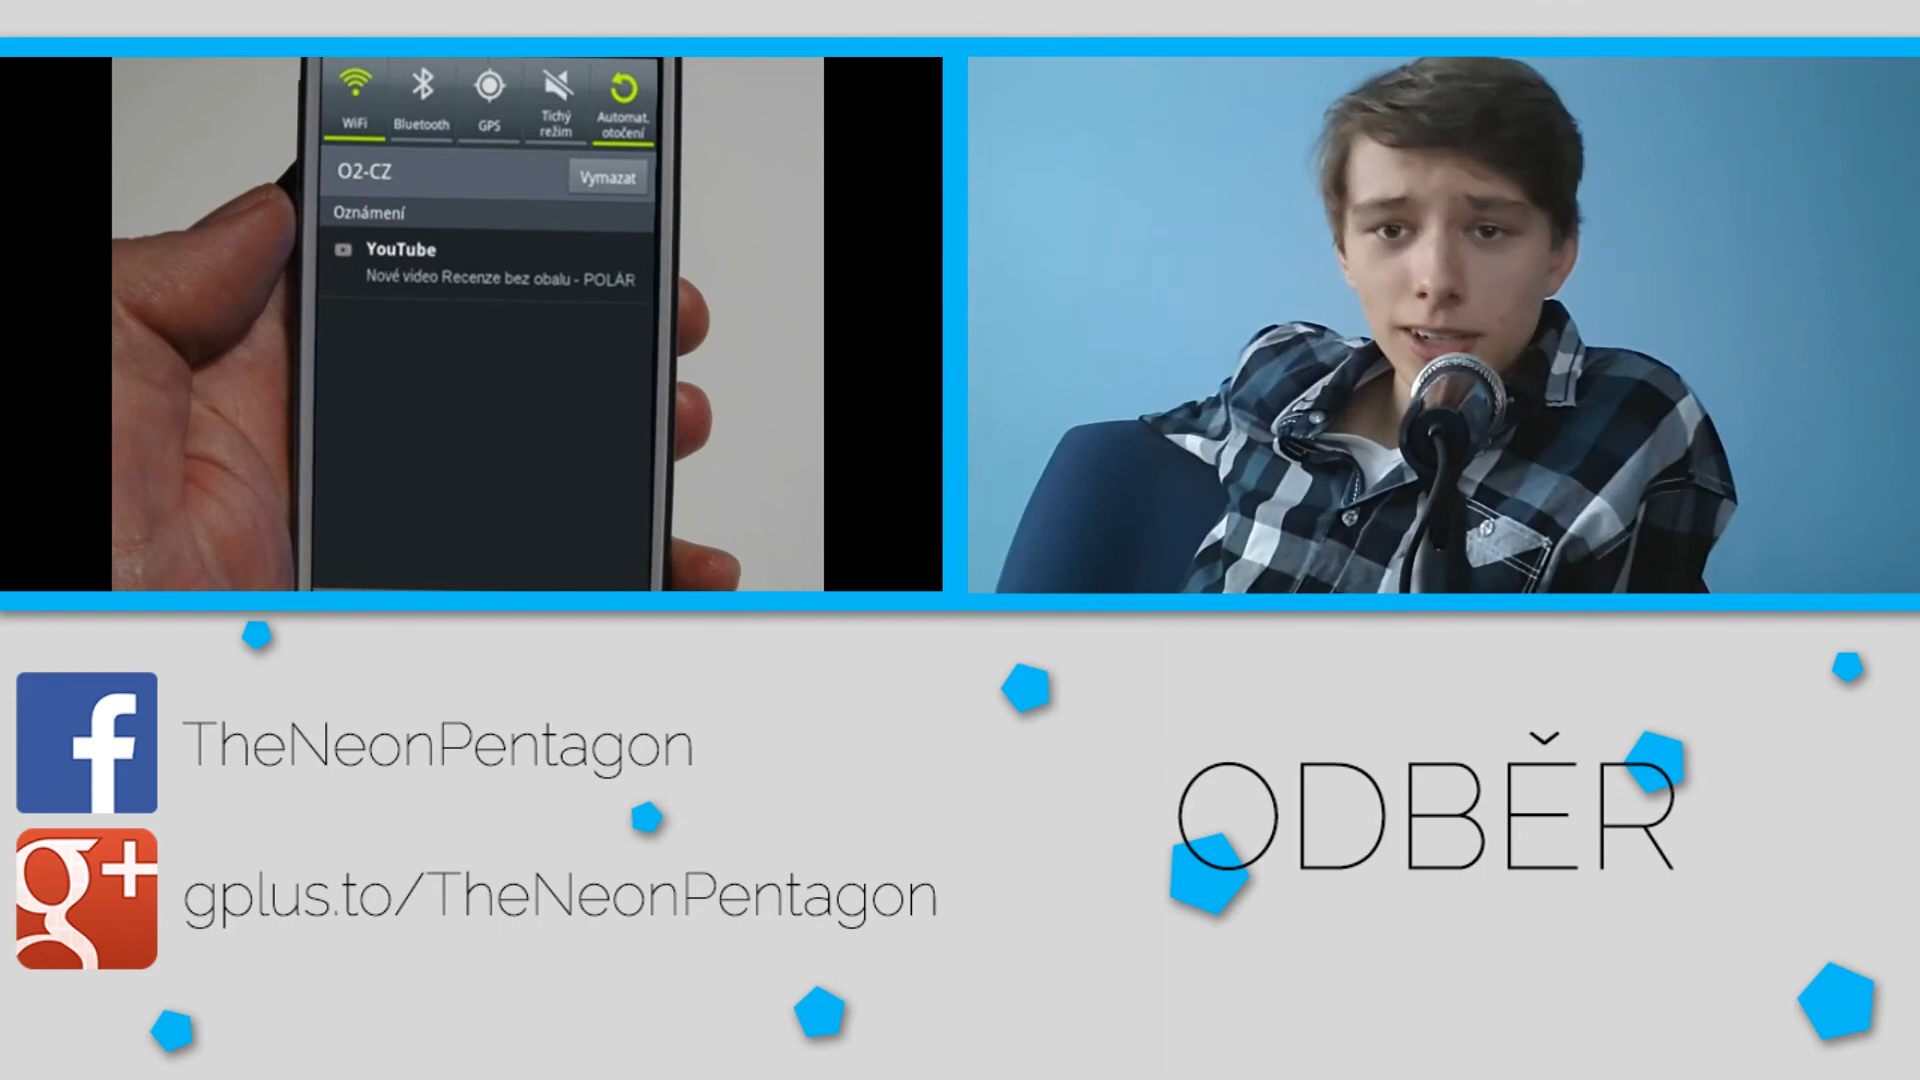 WiFi
Bluetooth
GPS
Tichý režim
Automat. otočení
O2-CZ
Vymazat
Oznámení
YouTube
Nové video Recenze bez obalu - POLÁR
f
TheNeonPentagon
g+
gplus.to/TheNeonPentagon
ODBĚR